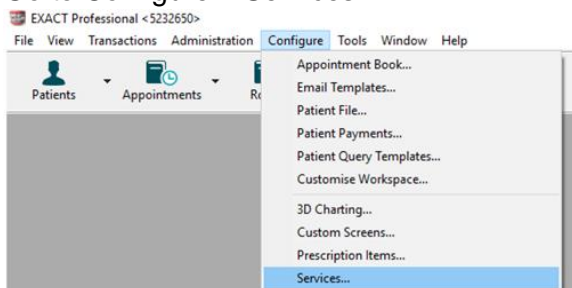 EXACT Professional <5232650>
File View Transactions Administration Configure Tools Window Help
Patients Appointments
Appointment Book...
Email Templates...
Patient File...
Patient Payments...
Patient Query Templates...
Customise Workspace...
3D Charting...
Custom Screens...
Prescription Items...
Services...